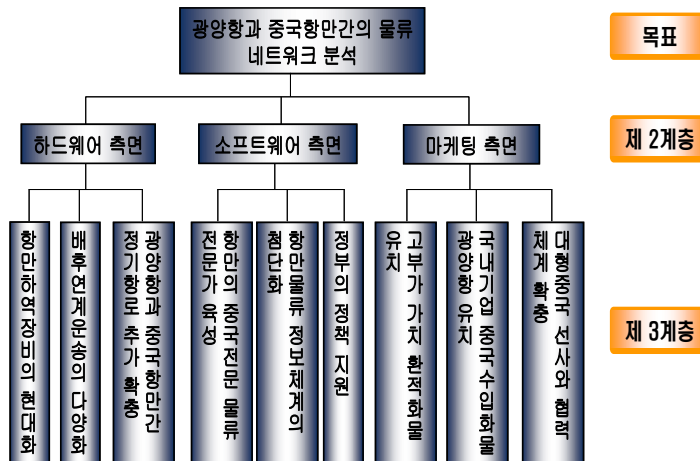 광양항과 중국항만간의 물류
네트워크 분석
목표
하드웨어 측면
소프트웨어 측면
마케팅 측면
제 2계층
항만하역장비의 현대화
배후연계운송의 다양화
광양항과 중국항만간
정기항로 추가 확충
항만의 중국전문 물류
전문가 육성
항만물류 정보체계의
첨단화
정부의 정책 지원
고부가 가치 환적화물
유치
국내기업 중국수입화물
광양항 유치
대형중국 선사와 협력
체계 확충
제 3계층